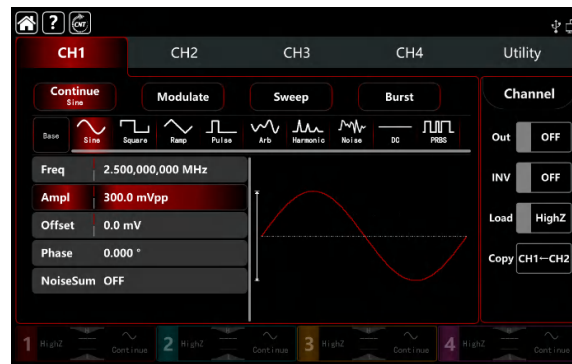 ? CNT
CH1 CH2 CH3 CH4 Utility
Continue Modulate Sweep Burst Channel
Sine
Base Sine Square Ramp Pulse Arb Harmonic Noise DC PRBS
Out OFF
Freq 2.500,000,000 MHz
INV OFF
Ampl 300.0 mVpp
Offset 0.0 mV
Load HighZ
Phase 0.000 °
Copy CH1←CH2
NoiseSum OFF
1 HighZ Continue 2 HighZ Continue 3 HighZ Continue 4 HighZ Continue